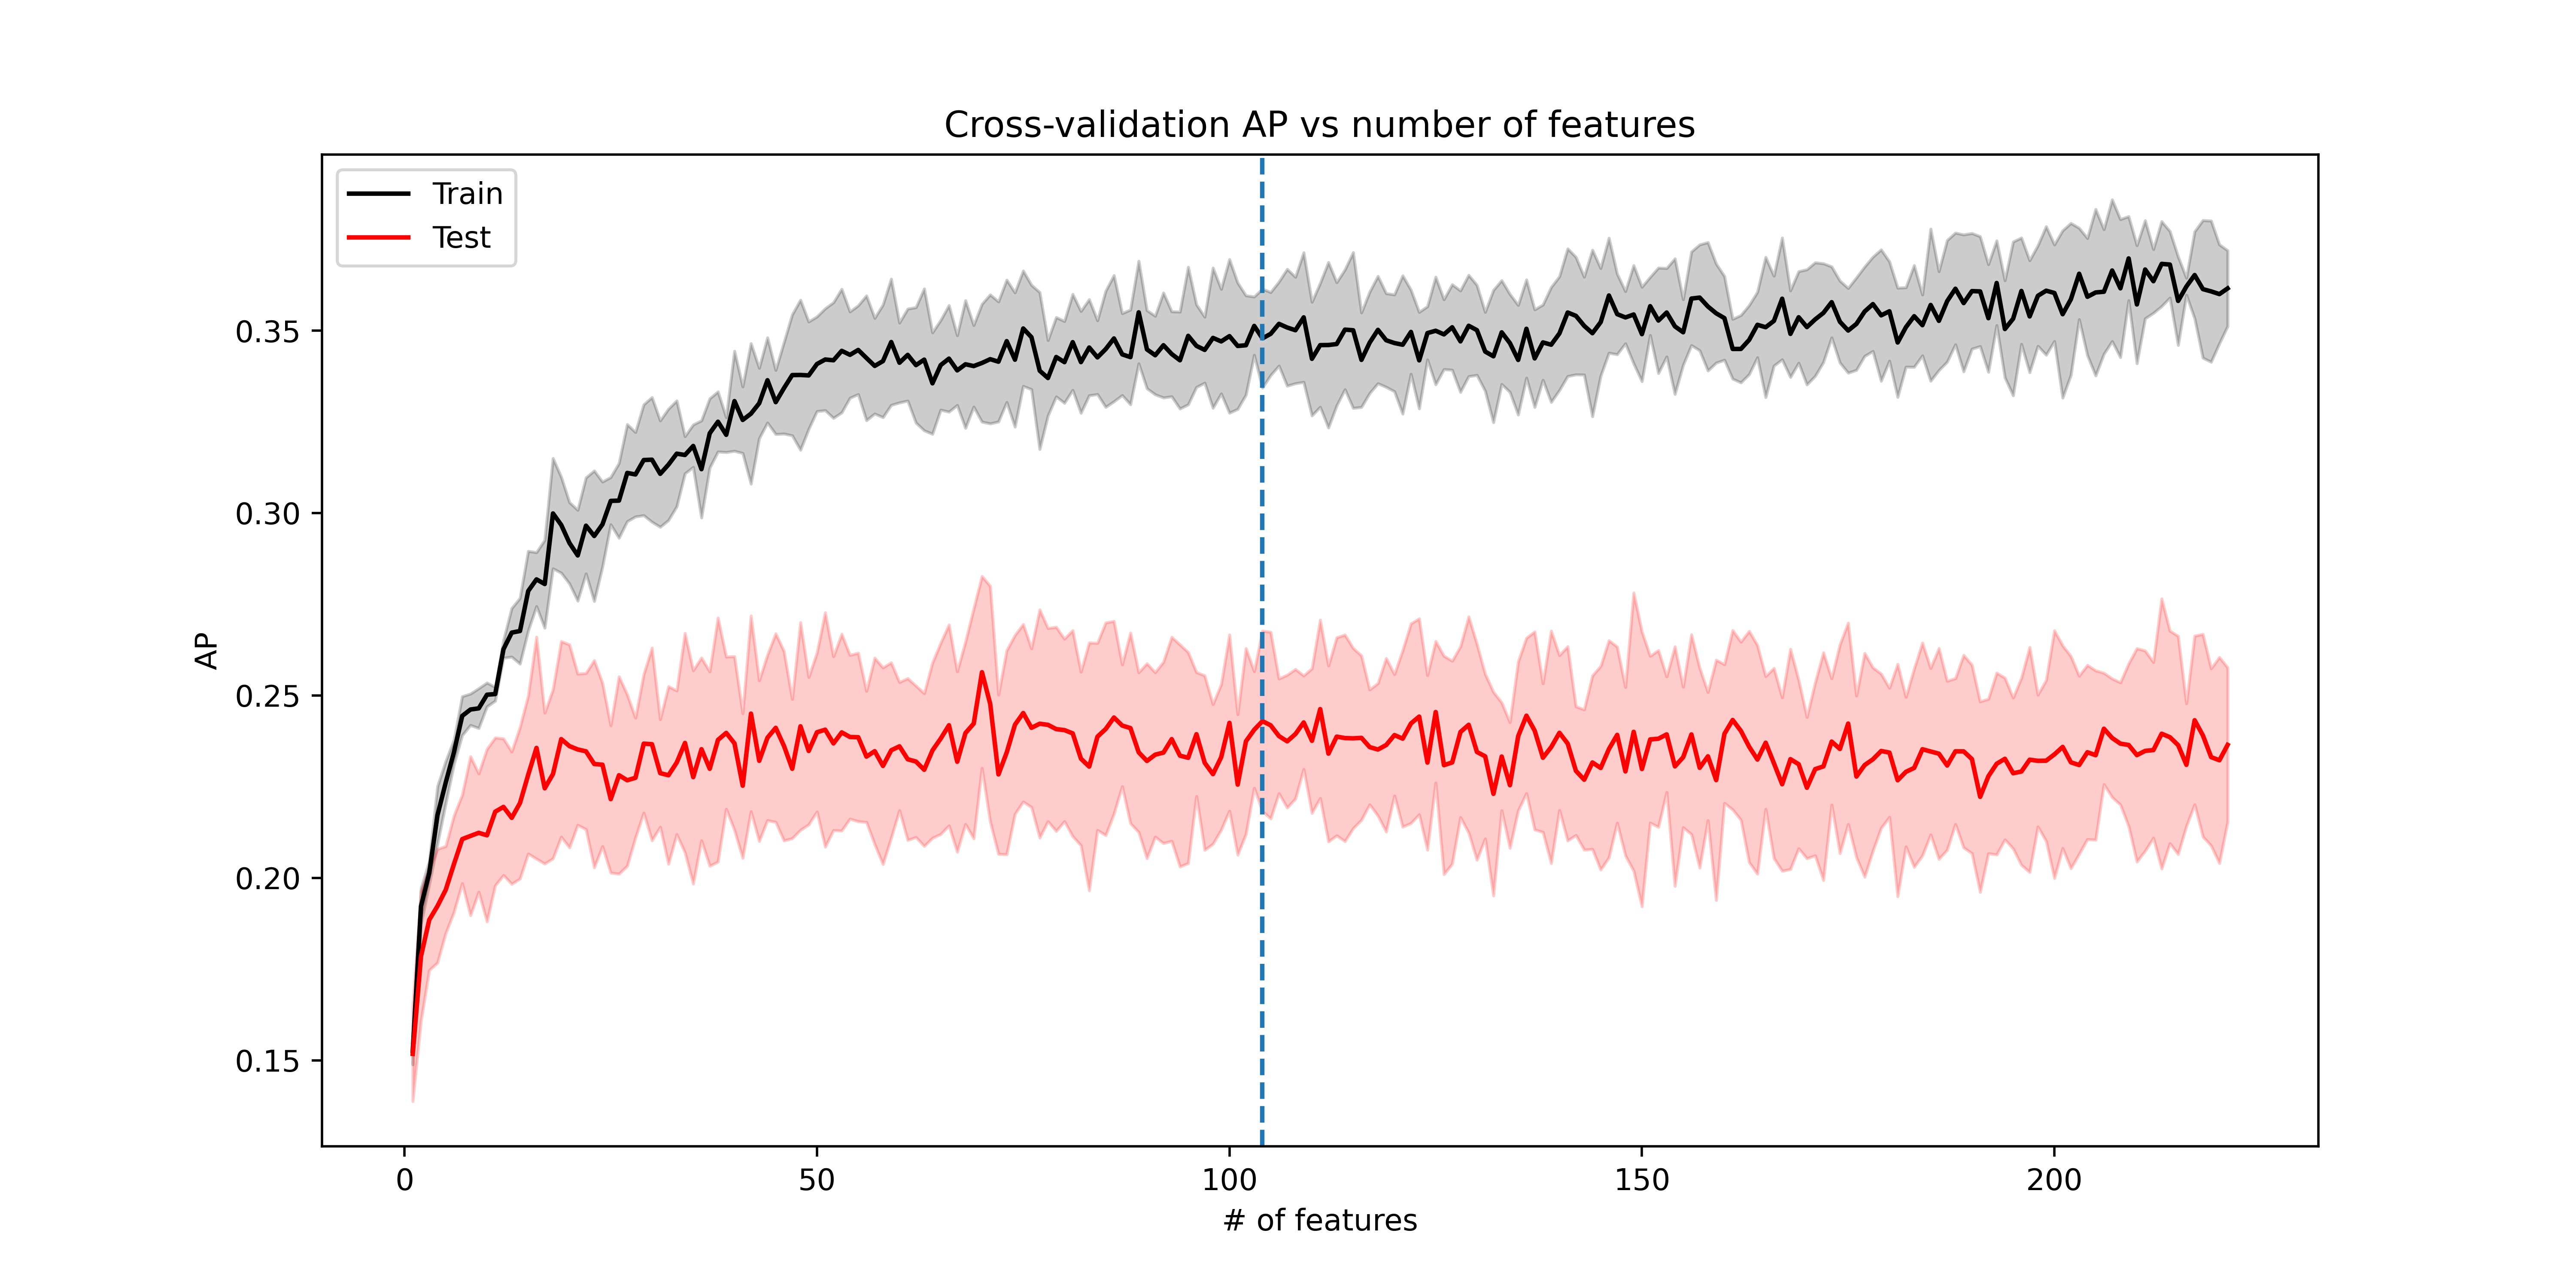 Cross-validation AP vs number of features
Train
Test
AP
0.35
0.30
0.25
0.20
0.15
0
50
100
150
200
# of features